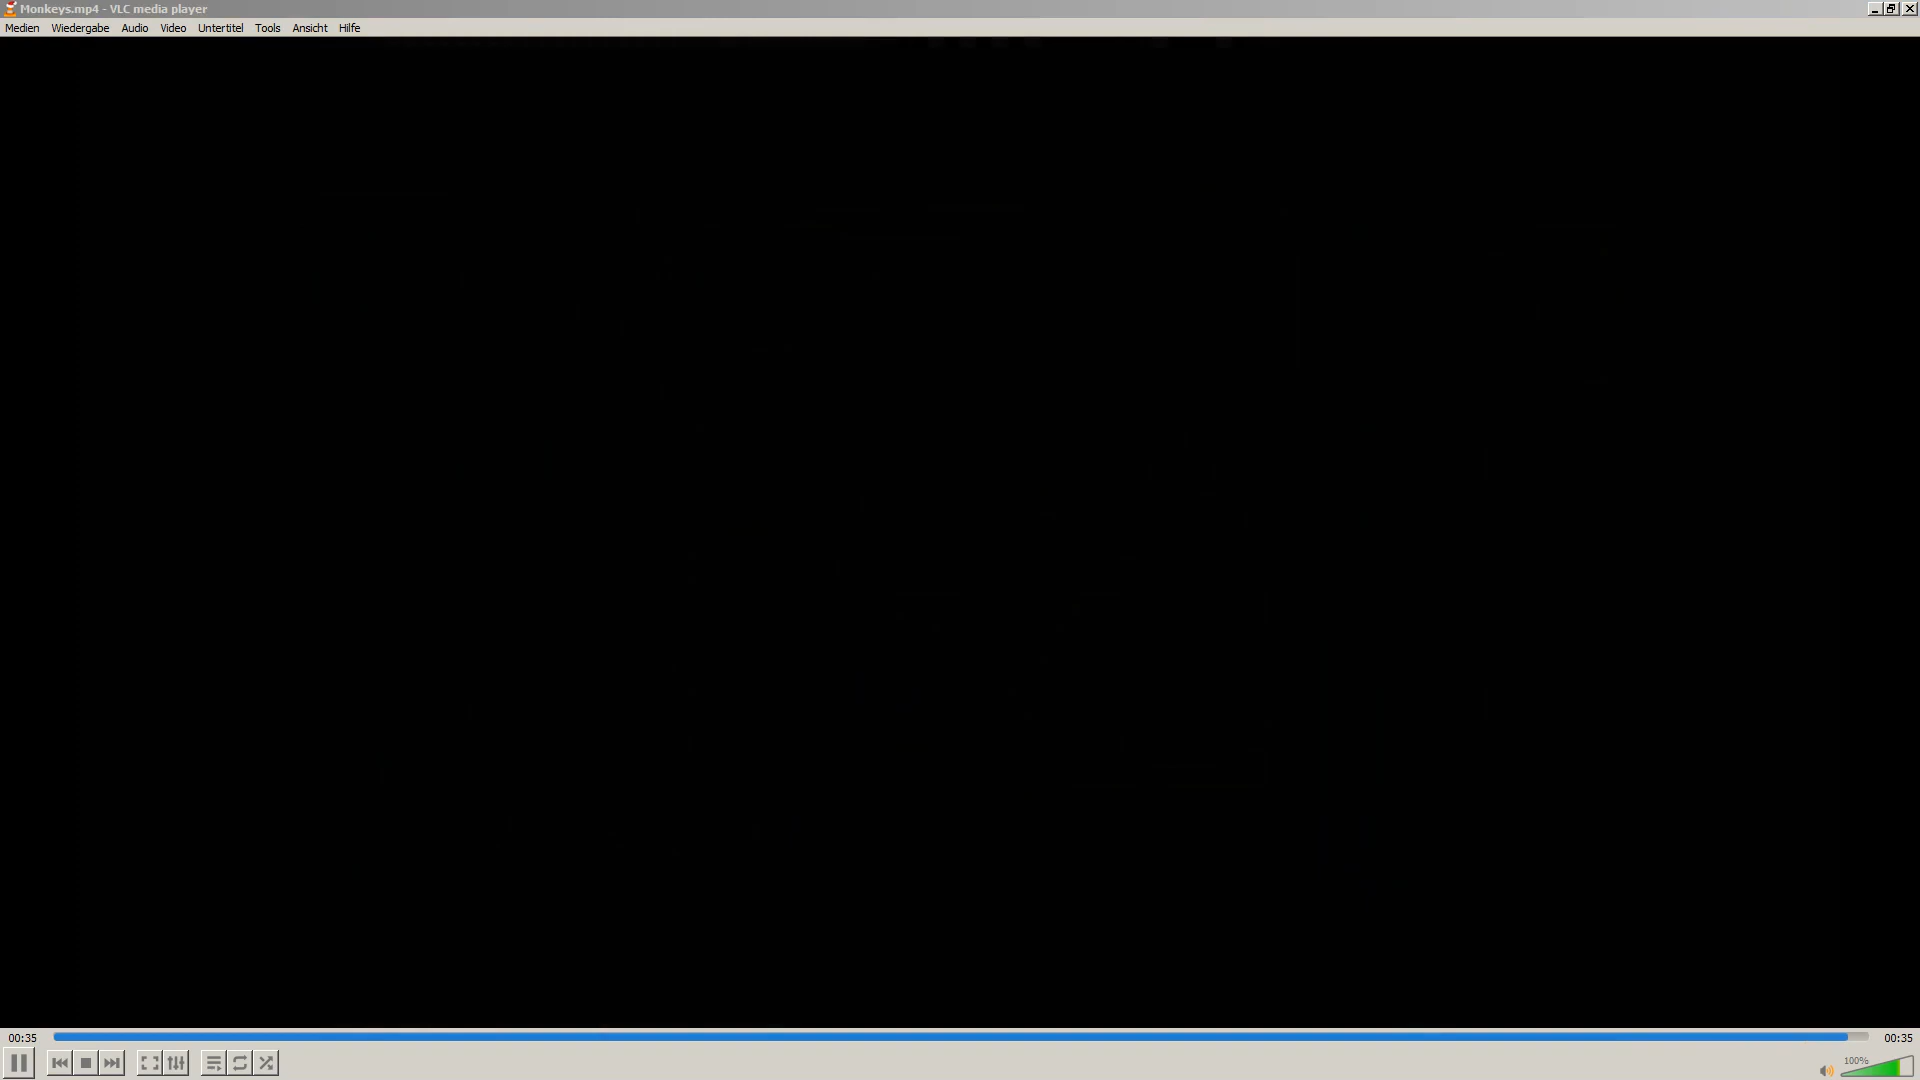 Monkeys.mp4 - VLC media player
Medien Wiedergabe Audio Video Untertitel Tools Ansicht Hilfe
00:35 00:35
100%